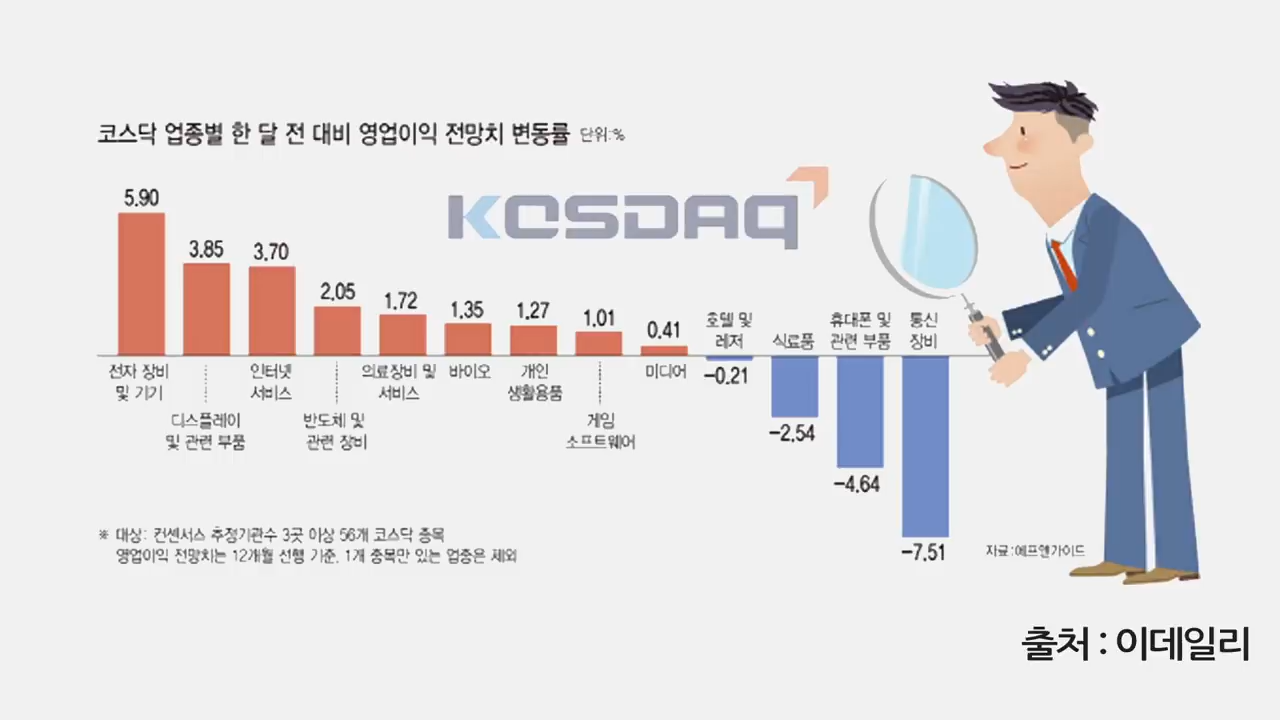 코스닥 업종별 한 달 전 대비 영업이익 전망치 변동률 단위:%
KOSDAQ
5.90
3.85
3.70
2.05
1.72
1.35
1.27
1.01
0.41
호델 및
레저
식료품
휴대폰 및
관련 부품
통신
장비
전자 장비
및 기기
인터넷
서비스
의료장비 및
서비스
바이오
개인
생활용품
미디어
디스플레이
및 관련 부품
반도체 및
관련 장비
게임
소프트웨어
-0.21
-2.54
-4.64
-7.51
※ 대상: 컨센서스 추정기관수 3곳 이상 56개 코스닥 종목
영업이익 전망치는 12개월 선행 기준, 1개 종목만 있는 업종은 제외
자료:에프앤가이드
출처 : 이데일리